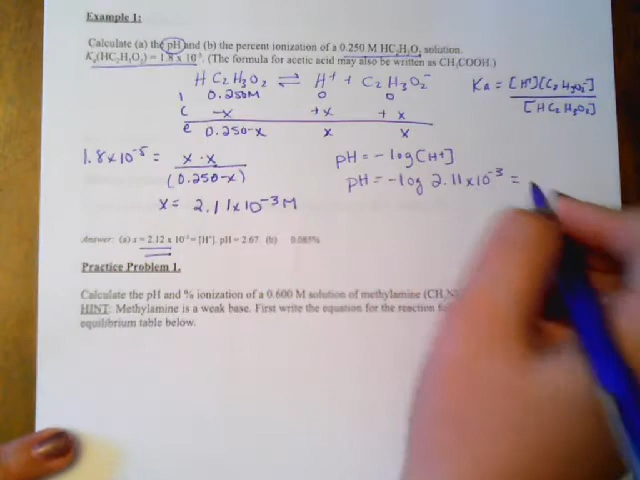 Example 1:
Calculate (a) the pH and (b) the percent ionization of a 0.250 M HC₂H₃O₂ solution.
Kₐ(HC₂H₃O₂) = 1.8 x 10⁻⁵. (The formula for acetic acid may also be written as CH₃COOH.)
HC₂H₃O₂ ⇌ H⁺ + C₂H₃O₂⁻
I 0.250M 0 0
C -x +x +x
E 0.250-x x x
Ka = [H⁺][C₂H₃O₂⁻] / [HC₂H₃O₂]
1.8x10⁻⁵ = x·x / (0.250-x)
x = 2.11x10⁻³ M
pH = -log[H+]
pH = -log 2.11x10⁻³ =
Answer: (a) x = 2.12 x 10⁻³ = [H⁺], pH = 2.67 (b) 0.085%
Practice Problem 1.
Calculate the pH and % ionization of a 0.600 M solution of methylamine
HINT: Methylamine is a weak base. First write the equation for the reaction
equilibrium table below.